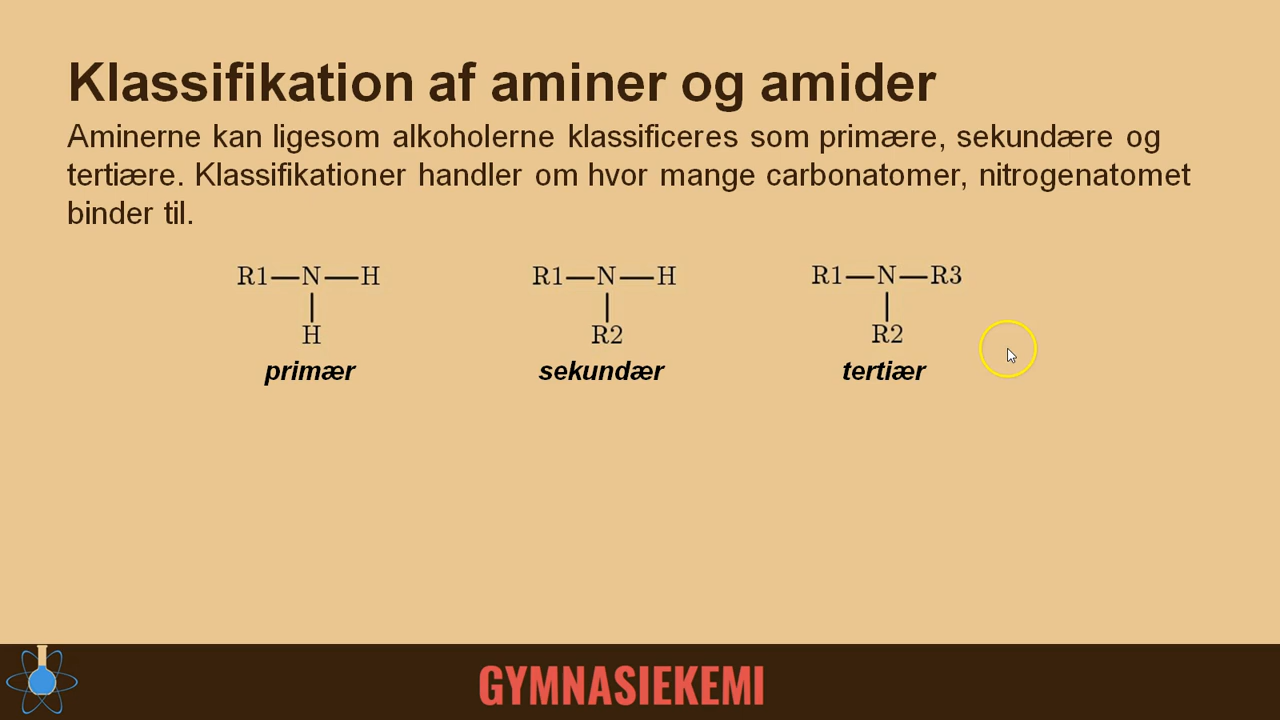 Klassifikation af aminer og amider
Aminerne kan ligesom alkoholerne klassificeres som primære, sekundære og
tertiære. Klassifikationer handler om hvor mange carbonatomer, nitrogenatomet
binder til.
R1—N—H R1—N—H R1—N—R3
H R2 R2
primær sekundær tertiær
GYMNASIEKEMI